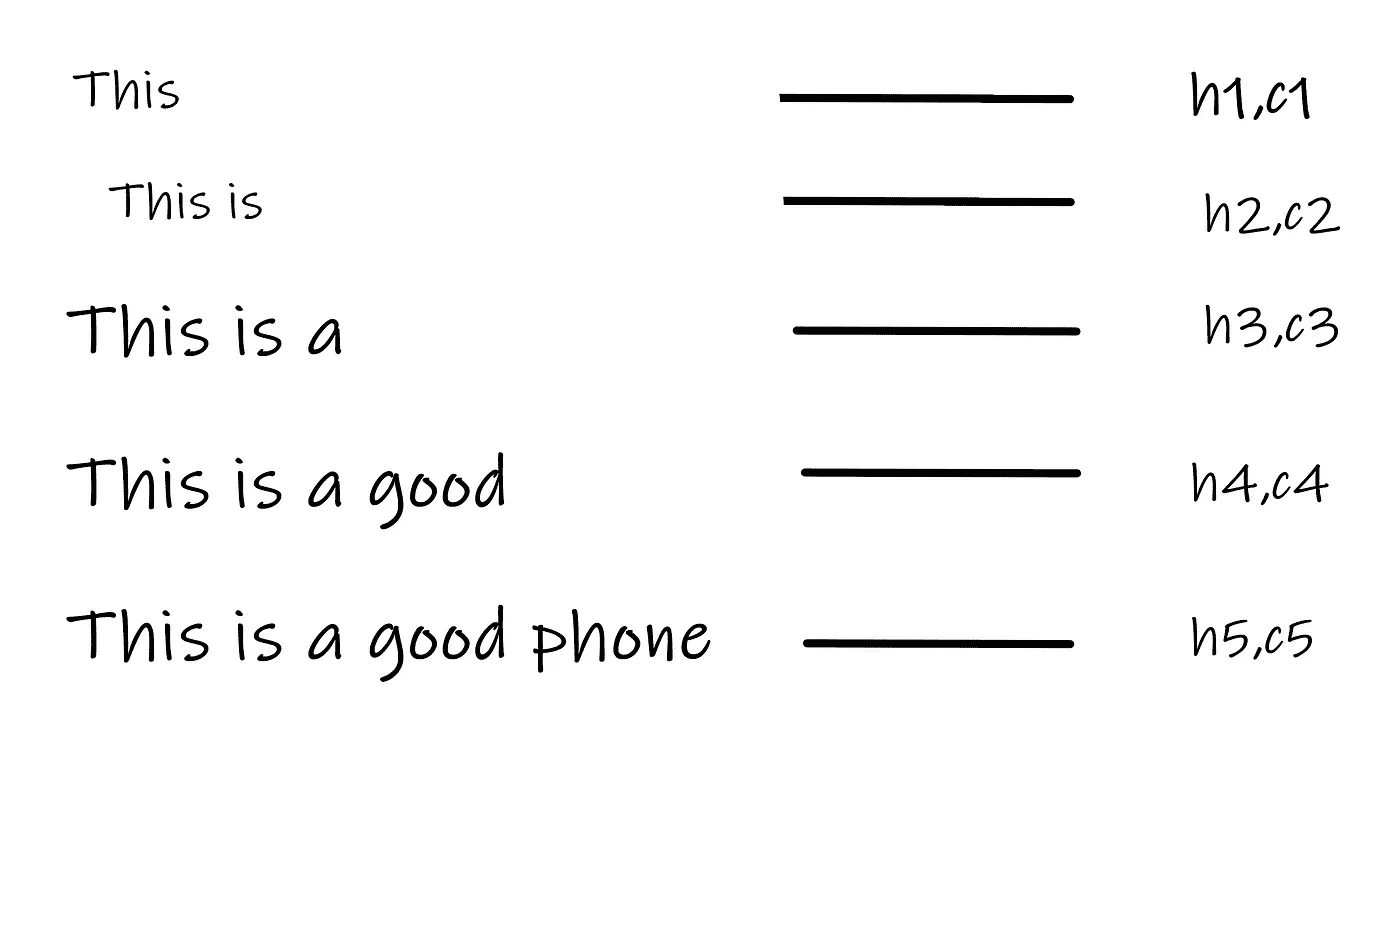 This h1,c1
This is h2,c2
This is a h3,c3
This is a good h4,c4
This is a good phone h5,c5